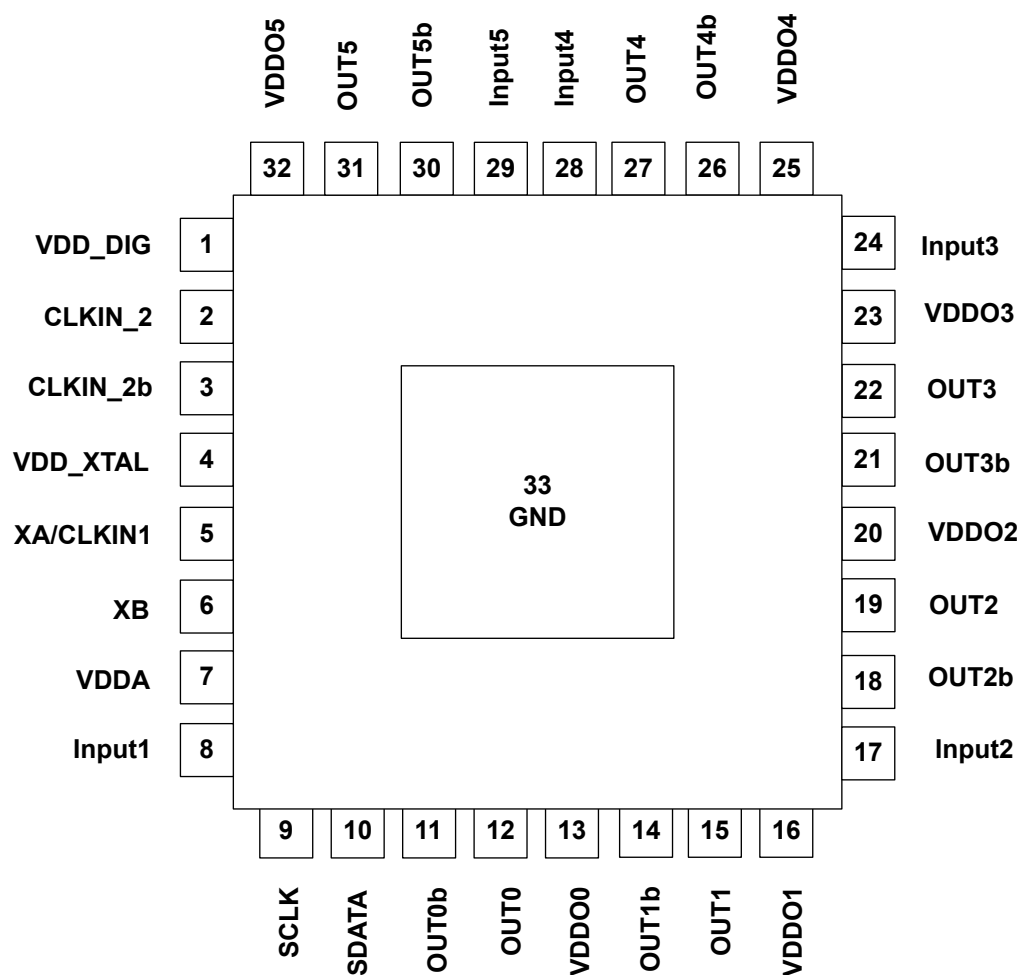 VDDO5
OUT5
OUT5b
Input5
Input4
OUT4
OUT4b
VDDO4
32
31
30
29
28
27
26
25
VDD_DIG 1
CLKIN_2 2
CLKIN_2b 3
VDD_XTAL 4
XA/CLKIN1 5
XB 6
VDDA 7
Input1 8
33
GND
24 Input3
23 VDDO3
22 OUT3
21 OUT3b
20 VDDO2
19 OUT2
18 OUT2b
17 Input2
9
10
11
12
13
14
15
16
SCLK
SDATA
OUT0b
OUT0
VDDO0
OUT1b
OUT1
VDDO1